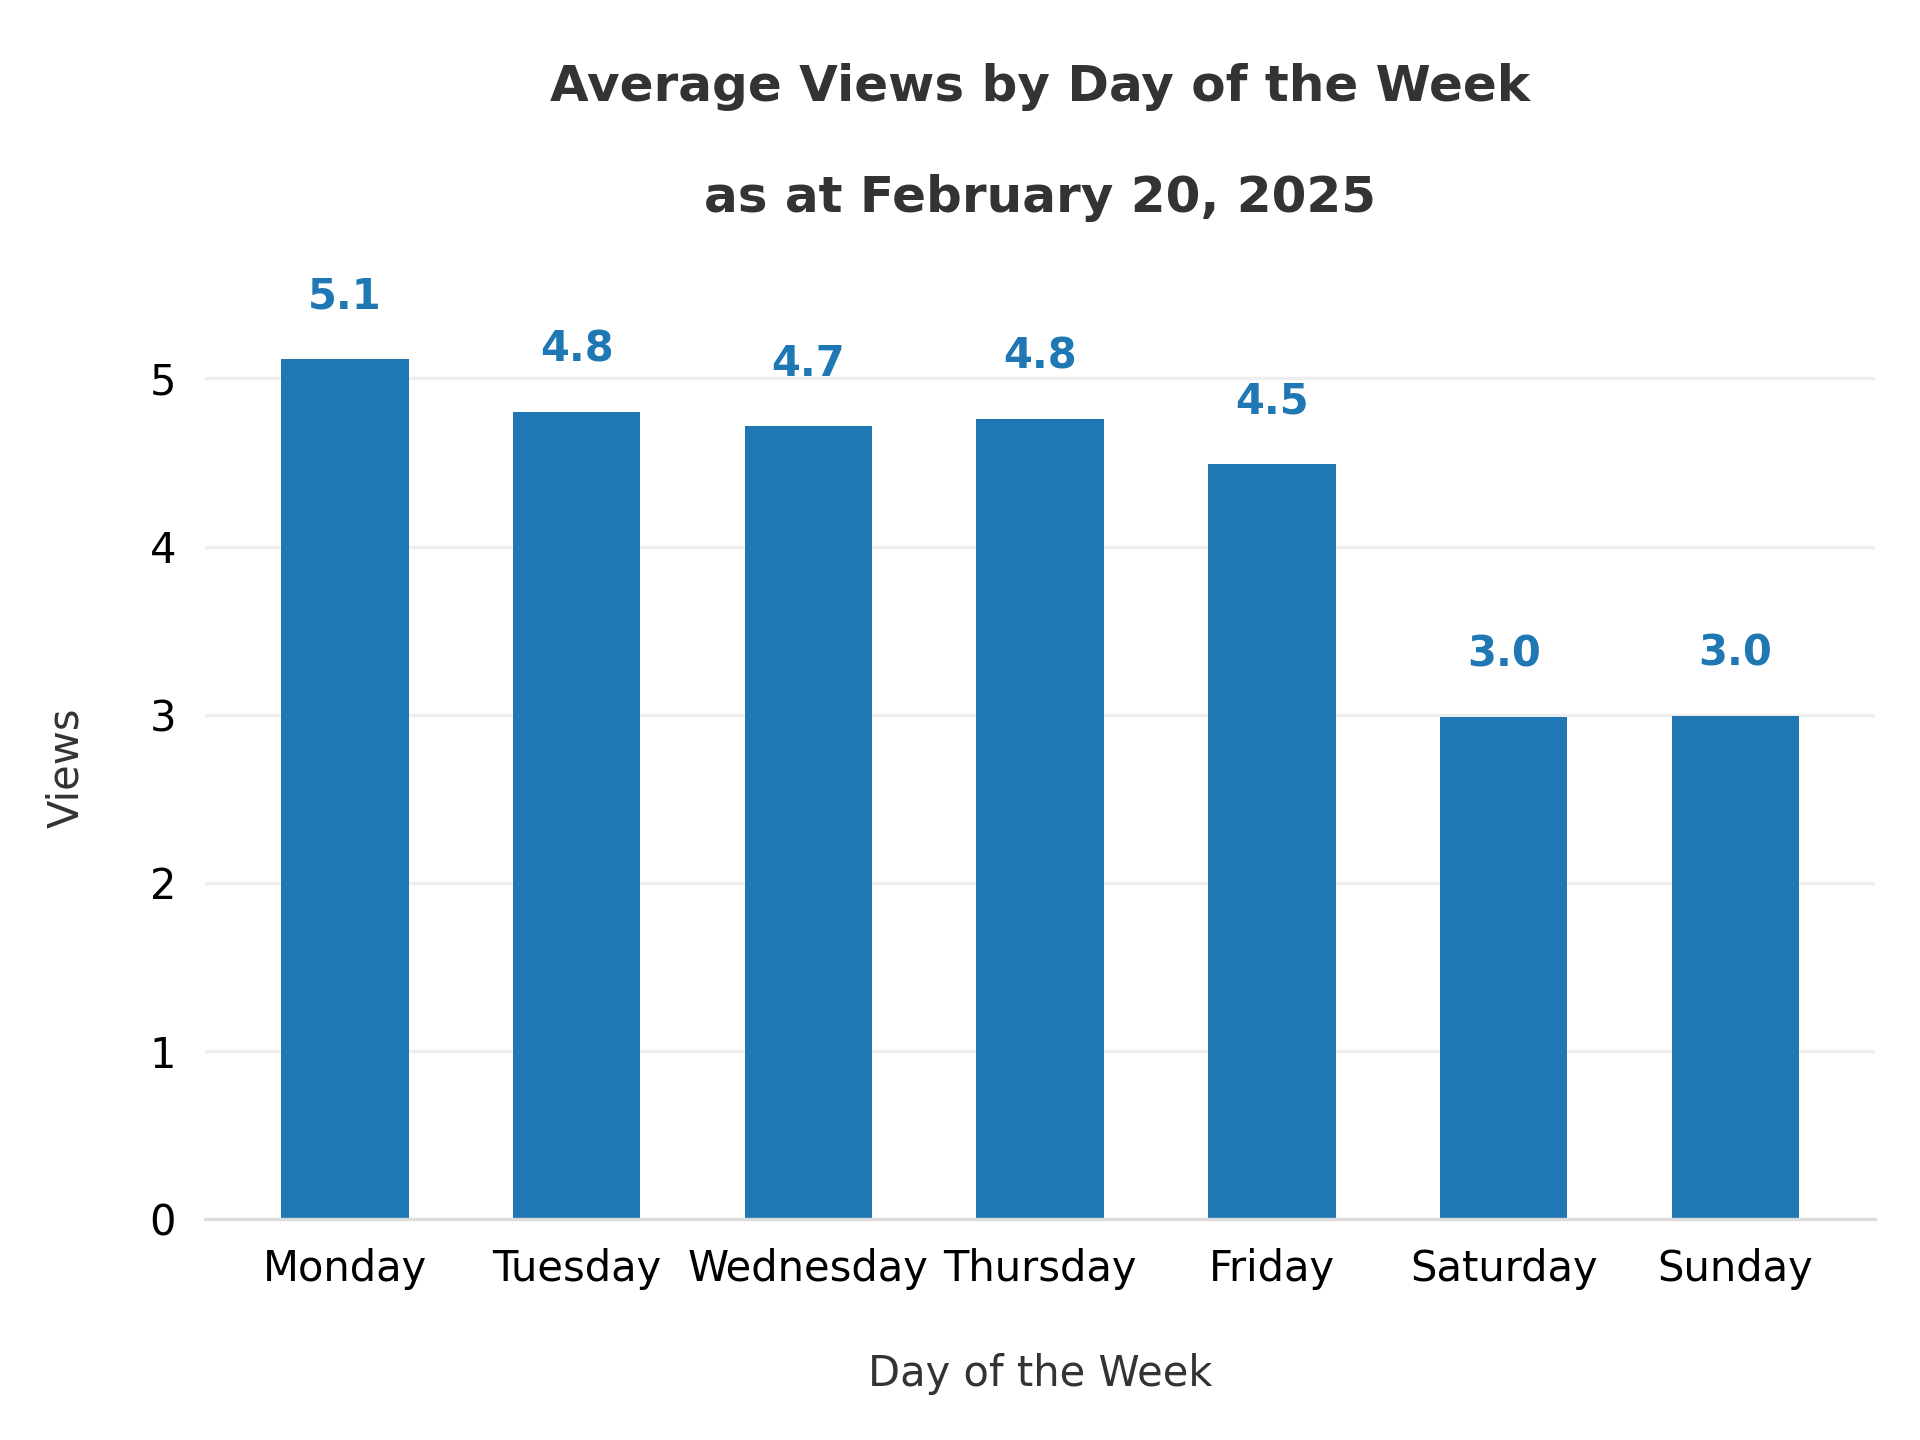 Average Views by Day of the Week
as at February 20, 2025
5.1
4.8
4.7
4.8
4.5
3.0
3.0
5
4
3
2
1
0
Views
Monday Tuesday Wednesday Thursday Friday Saturday Sunday
Day of the Week